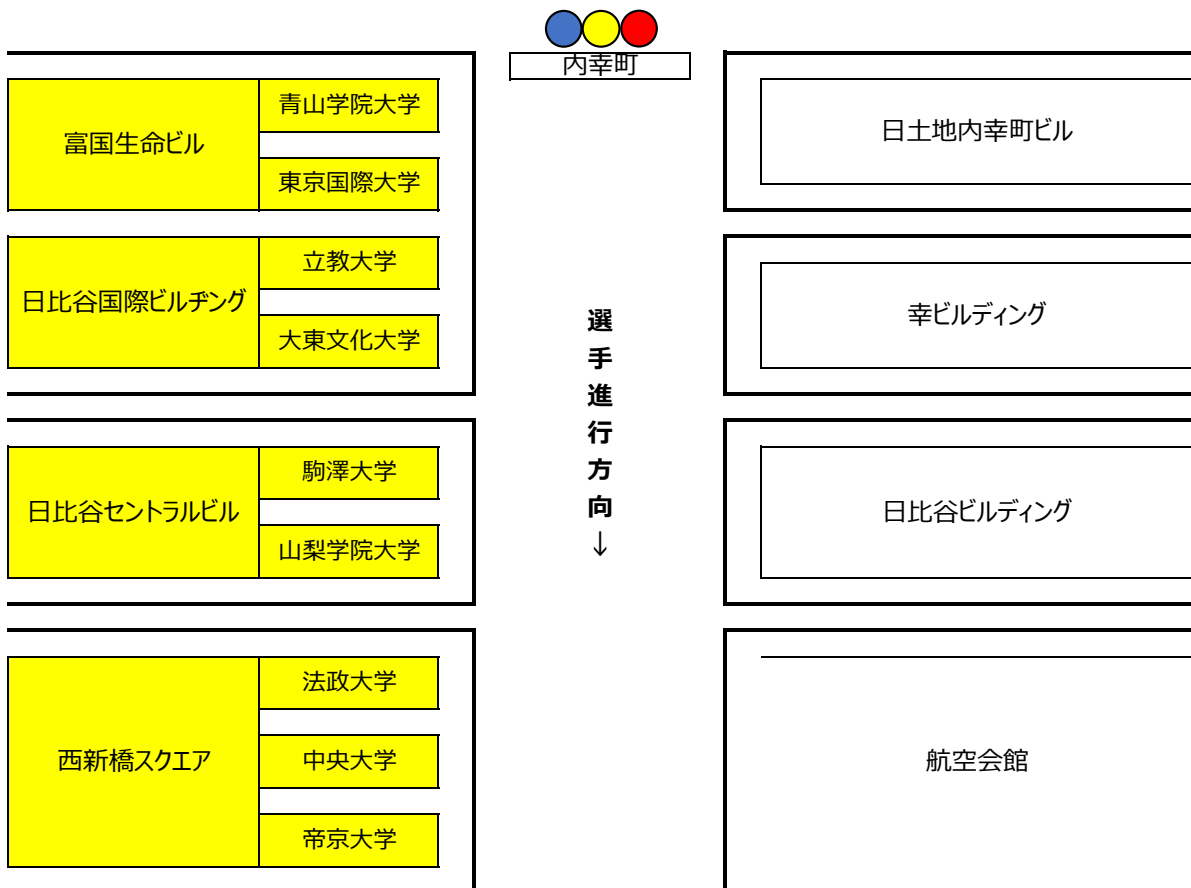 内幸町
富国生命ビル
青山学院大学
東京国際大学
日土地内幸町ビル
日比谷国際ビルヂング
立教大学
大東文化大学
幸ビルディング
選手進行方向↓
日比谷セントラルビル
駒澤大学
山梨学院大学
日比谷ビルディング
西新橋スクエア
法政大学
中央大学
帝京大学
航空会館